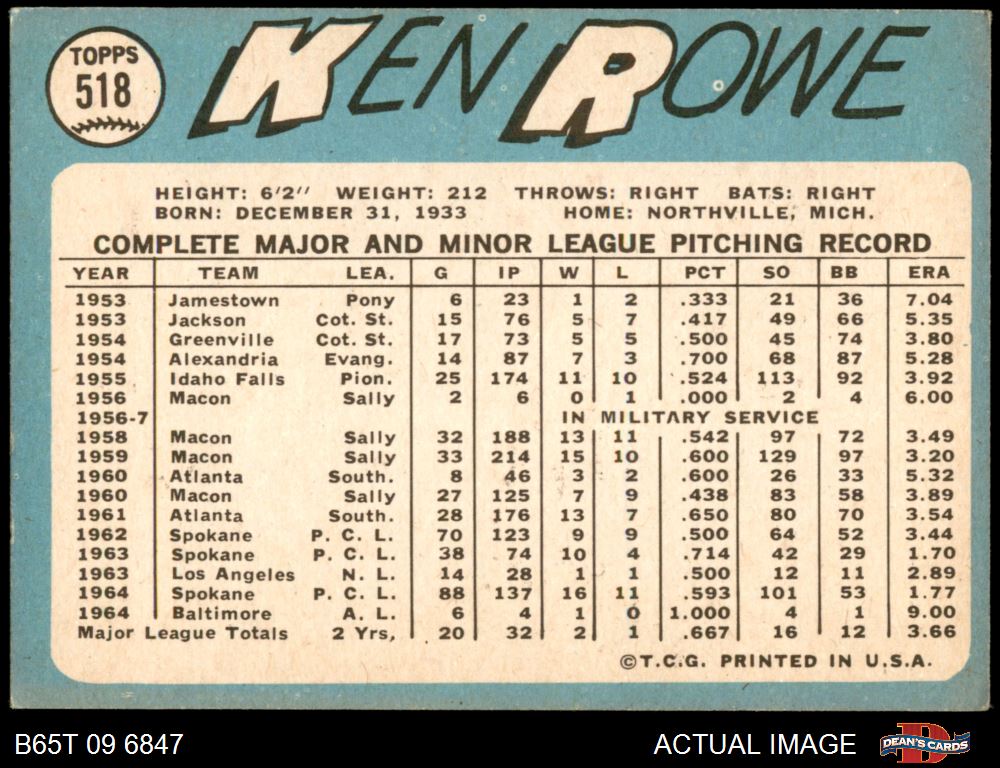 TOPPS
518
KEN ROWE
HEIGHT: 6'2'' WEIGHT: 212 THROWS: RIGHT BATS: RIGHT
BORN: DECEMBER 31, 1933 HOME: NORTHVILLE, MICH.
COMPLETE MAJOR AND MINOR LEAGUE PITCHING RECORD
YEAR TEAM LEA. G IP W L PCT SO BB ERA
1953 Jamestown Pony 6 23 1 2 .333 21 36 7.04
1953 Jackson Cot. St. 15 76 5 7 .417 49 66 5.35
1954 Greenville Cot. St. 17 73 5 5 .500 45 74 3.80
1954 Alexandria Evang. 14 87 7 3 .700 68 87 5.28
1955 Idaho Falls Pion. 25 174 11 10 .524 113 92 3.92
1956 Macon Sally 2 6 0 1 .000 2 4 6.00
1956-7 IN MILITARY SERVICE
1958 Macon Sally 32 188 13 11 .542 97 72 3.49
1959 Macon Sally 33 214 15 10 .600 129 97 3.20
1960 Atlanta South. 8 46 3 2 .600 26 33 5.32
1960 Macon Sally 27 125 7 9 .438 83 58 3.89
1961 Atlanta South. 28 176 13 7 .650 80 70 3.54
1962 Spokane P. C. L. 70 123 9 9 .500 64 52 3.44
1963 Spokane P. C. L. 38 74 10 4 .714 42 29 1.70
1963 Los Angeles N. L. 14 28 1 1 .500 12 11 2.89
1964 Spokane P. C. L. 88 137 16 11 .593 101 53 1.77
1964 Baltimore A. L. 6 4 1 0 1.000 4 1 9.00
Major League Totals 2 Yrs. 20 32 2 1 .667 16 12 3.66
©T.C.G. PRINTED IN U.S.A.
B65T 09 6847 ACTUAL IMAGE DEAN'S CARDS